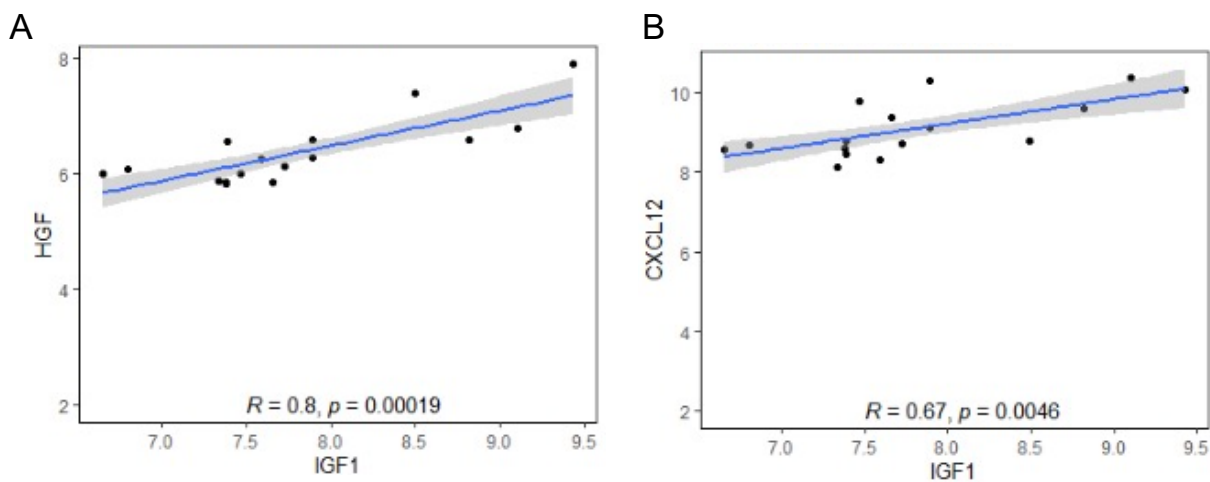 A
8
6
4
2
HGF
R = 0.8, p = 0.00019
7.0 7.5 8.0 8.5 9.0 9.5
IGF1
B
10
8
6
4
2
CXCL12
R = 0.67, p = 0.0046
7.0 7.5 8.0 8.5 9.0 9.5
IGF1